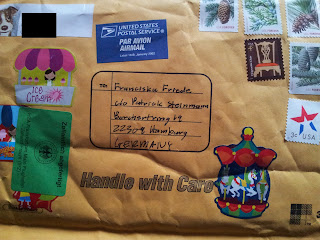 UNITED STATES
POSTAL SERVICE
PAR AVION
AIRMAIL
Ice Cream
TO: Franziska Friede
c/o Patrick Steinmann
22309 Hamburg
GERMANY
Handle with Care
USA